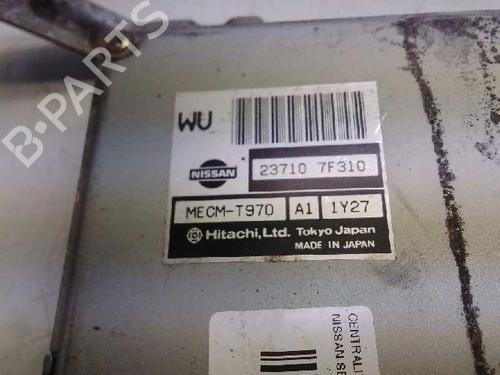 B-PARTS
WU
NISSAN
23710 7F310
MECM-T970 A1 1Y27
Hitachi, Ltd. Tokyo Japan
MADE IN JAPAN
CENTRALI
NISSAN SE